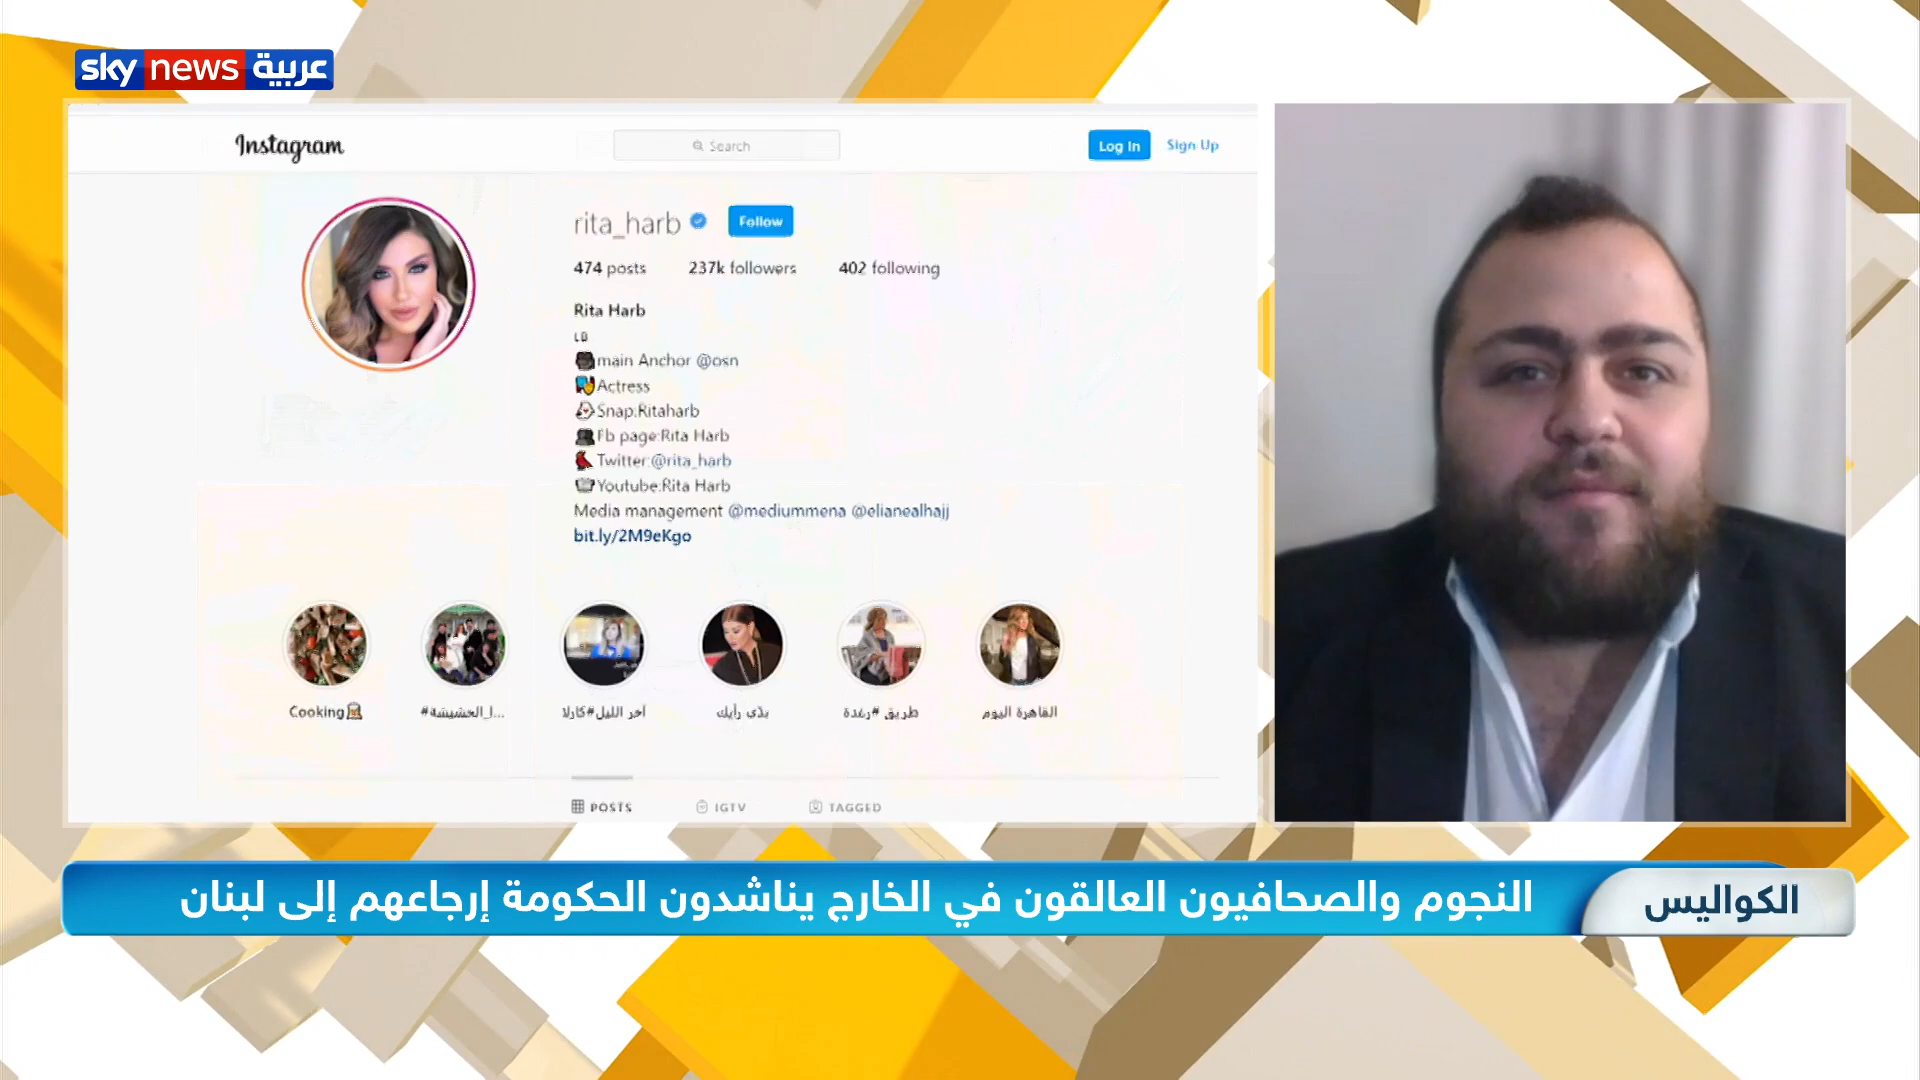 sky news عربية
Instagram
Search
Log In
Sign Up
rita_harb
Follow
474 posts
237k followers
402 following
Rita Harb
LB
main Anchor @osn
Actress
Snap:Ritaharb
Fb page:Rita Harb
Twitter:@rita_harb
Youtube:Rita Harb
Media management @mediummena @elianealhajj
bit.ly/2M9eKgo
Cooking
#ا_الحشيشة...
آخر الليل#كارلا
بدّي رأيك
طريق #رغدة
القاهرة اليوم
POSTS
IGTV
TAGGED
الكواليس
النجوم والصحافيون العالقون في الخارج يناشدون الحكومة إرجاعهم إلى لبنان